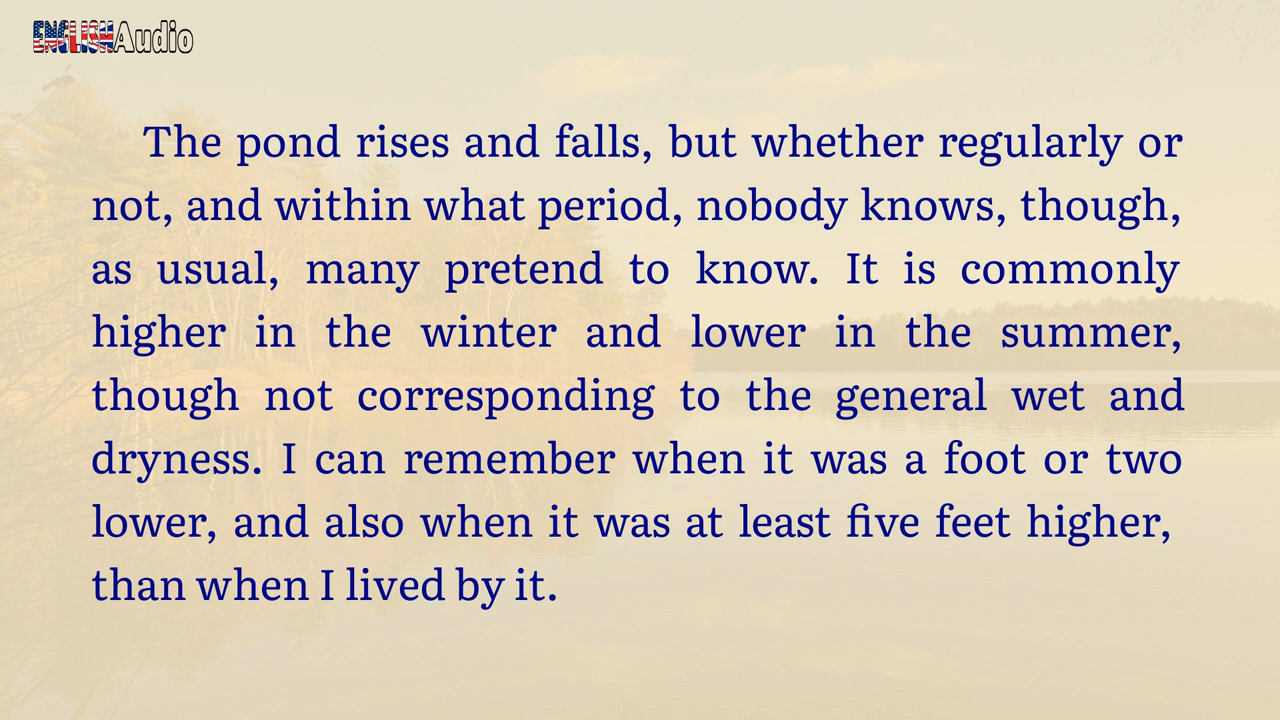 ENGLISHAudio
The pond rises and falls, but whether regularly or
not, and within what period, nobody knows, though,
as usual, many pretend to know. It is commonly
higher in the winter and lower in the summer,
though not corresponding to the general wet and
dryness. I can remember when it was a foot or two
lower, and also when it was at least five feet higher,
than when I lived by it.